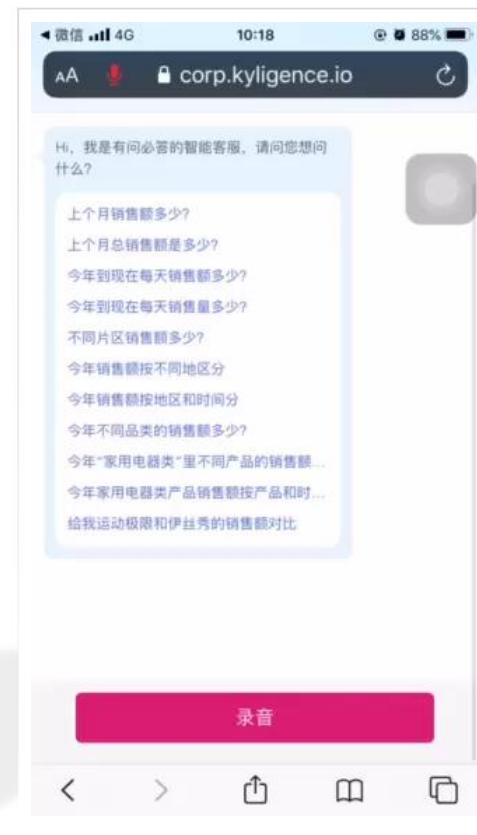 微信 4G 10:18 88%
AA corp.kyligence.io
Hi，我是有问必答的智能客服，请问您想问
什么？
上个月销售额多少？
上个月总销售额是多少？
今年到现在每天销售额多少？
今年到现在每天销售量多少？
不同片区销售额多少？
今年销售额按不同地区分
今年销售额按地区和时间分
今年不同品类的销售额多少？
今年“家用电器类”里不同产品的销售额...
今年家用电器类产品销售额按产品和时...
给我运动极限和伊丝秀的销售额对比
录音